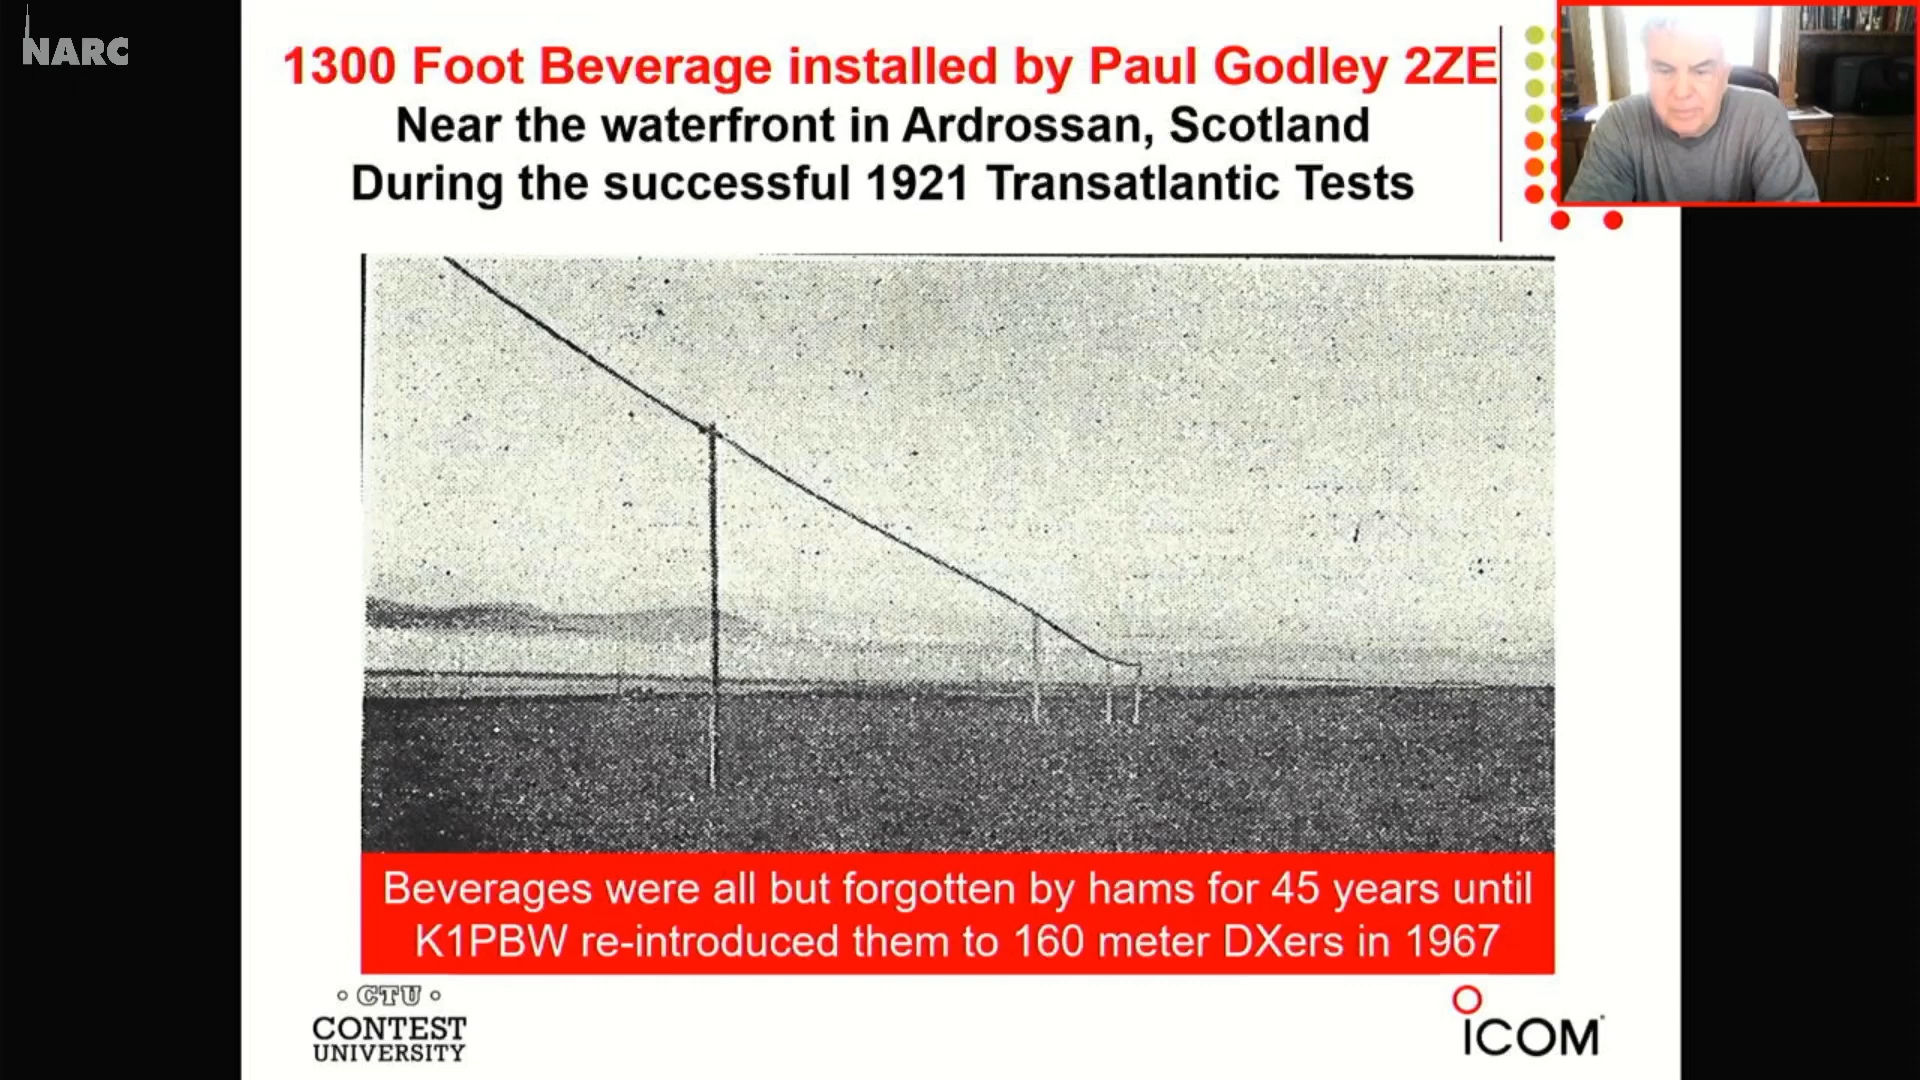 NARC
1300 Foot Beverage installed by Paul Godley 2ZE
Near the waterfront in Ardrossan, Scotland
During the successful 1921 Transatlantic Tests
Beverages were all but forgotten by hams for 45 years until
K1PBW re-introduced them to 160 meter DXers in 1967
CTU
CONTEST
UNIVERSITY
ICOM